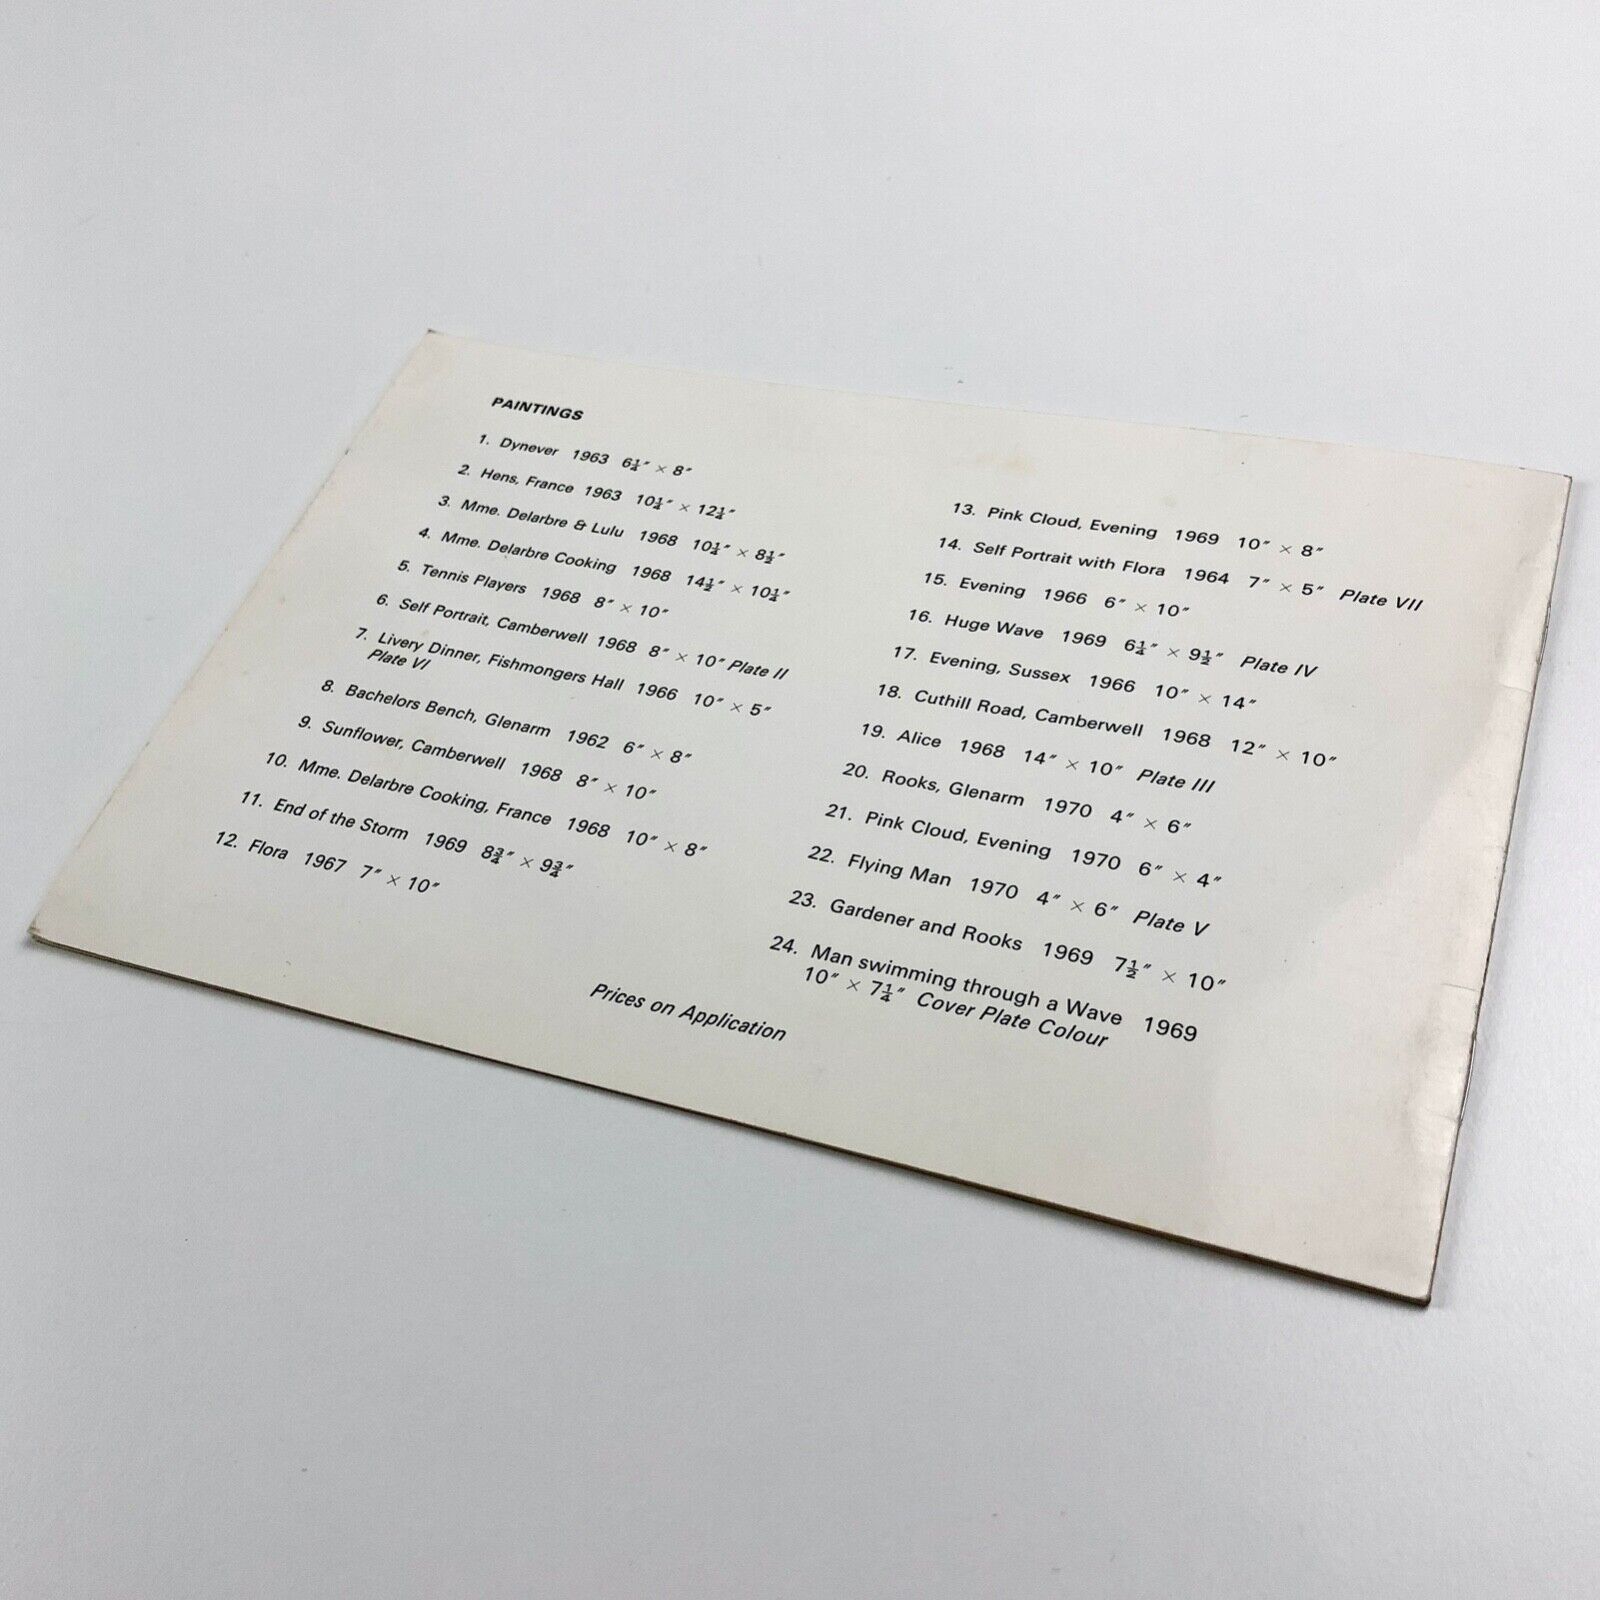 PAINTINGS
1. Dynever 1963 6¼" × 8"
2. Hens, France 1963 10¼" × 12¼"
3. Mme. Delarbre & Lulu 1968 10¼" × 8½"
4. Mme. Delarbre Cooking 1968 14½" × 10¼"
5. Tennis Players 1968 8" × 10"
6. Self Portrait, Camberwell 1968 8" × 10" Plate II
7. Livery Dinner, Fishmongers Hall 1966 10" × 5"
Plate VI
8. Bachelors Bench, Glenarm 1962 6" × 8"
9. Sunflower, Camberwell 1968 8" × 10"
10. Mme. Delarbre Cooking, France 1968 10" × 8"
11. End of the Storm 1969 8¾" × 9¾"
12. Flora 1967 7" × 10"
13. Pink Cloud, Evening 1969 10" × 8"
14. Self Portrait with Flora 1964 7" × 5" Plate VII
15. Evening 1966 6" × 10"
16. Huge Wave 1969 6¼" × 9½" Plate IV
17. Evening, Sussex 1966 10" × 14"
18. Cuthill Road, Camberwell 1968 12" × 10"
19. Alice 1968 14" × 10" Plate III
20. Rooks, Glenarm 1970 4" × 6"
21. Pink Cloud, Evening 1970 6" × 4"
22. Flying Man 1970 4" × 6" Plate V
23. Gardener and Rooks 1969 7½" × 10"
24. Man swimming through a Wave 1969
10" × 7¼" Cover Plate Colour
Prices on Application